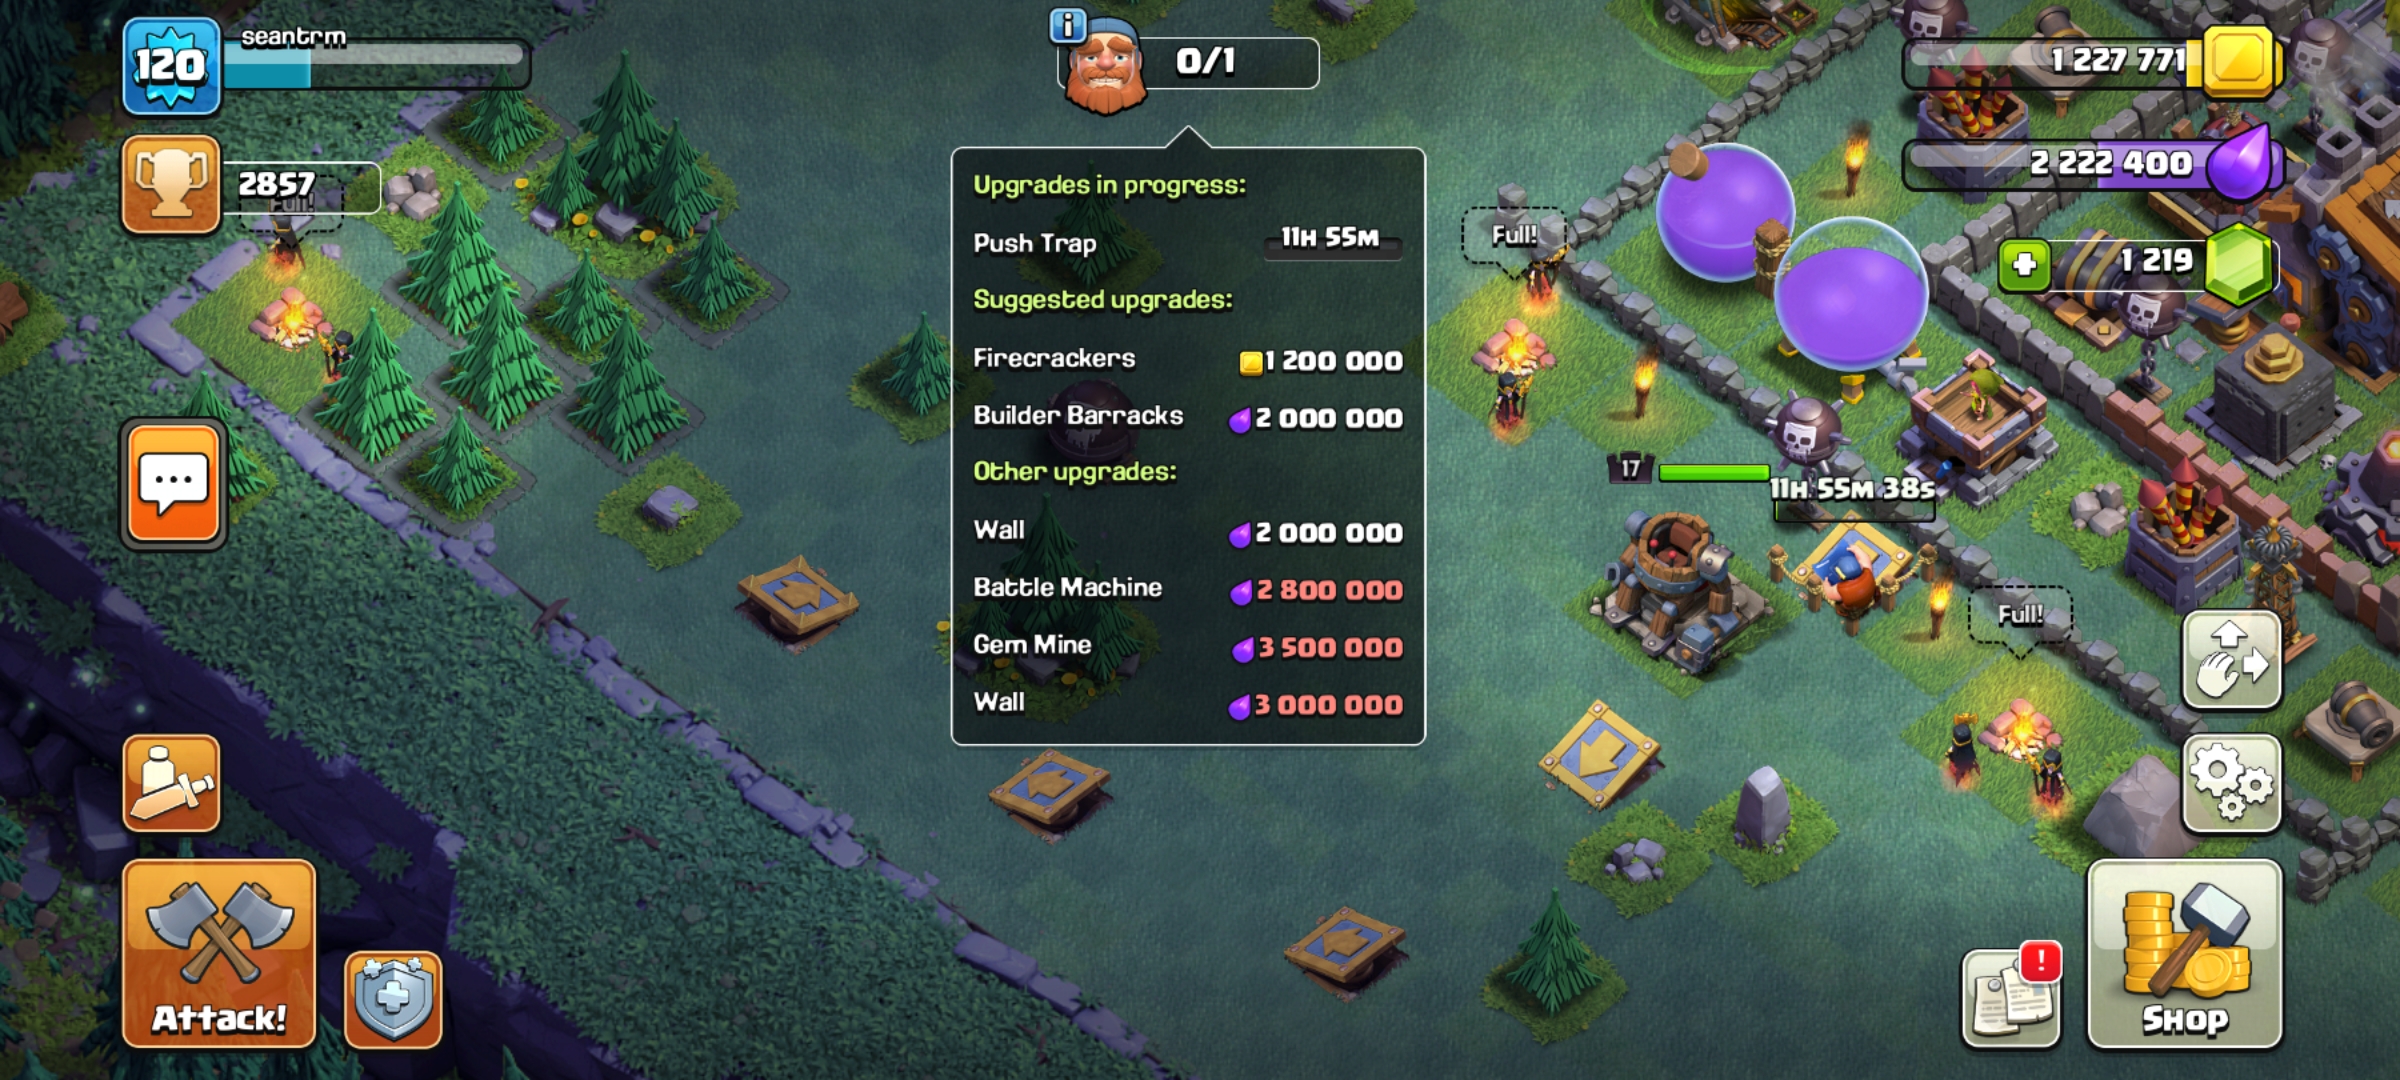 120
seantrm
i
0/1
1 227 771
2857
Full!
2 222 400
Upgrades in progress:
Push Trap 11H 55M
Full!
1 219
Suggested upgrades:
Firecrackers 1 200 000
Builder Barracks 2 000 000
Other upgrades:
17
11H 55M 38S
Wall 2 000 000
Battle Machine 2 800 000
Full!
Gem Mine 3 500 000
Wall 3 000 000
!
Attack!
Shop